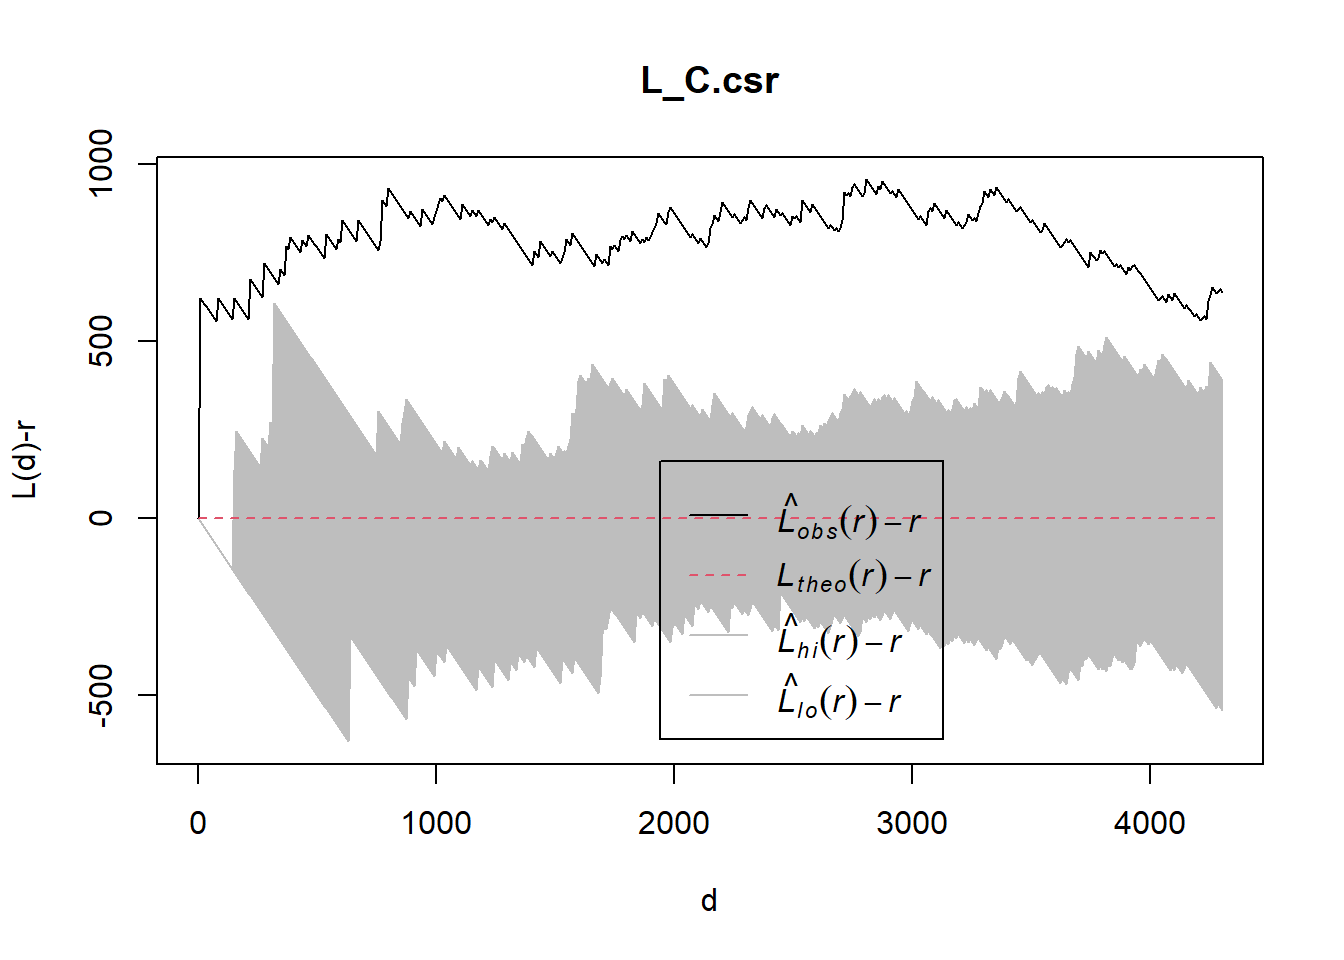 L_C.csr
L(d)-r
1000
500
0
-500
L̂obs(r) − r
Ltheo(r) − r
L̂hi(r) − r
L̂lo(r) − r
0 1000 2000 3000 4000
d